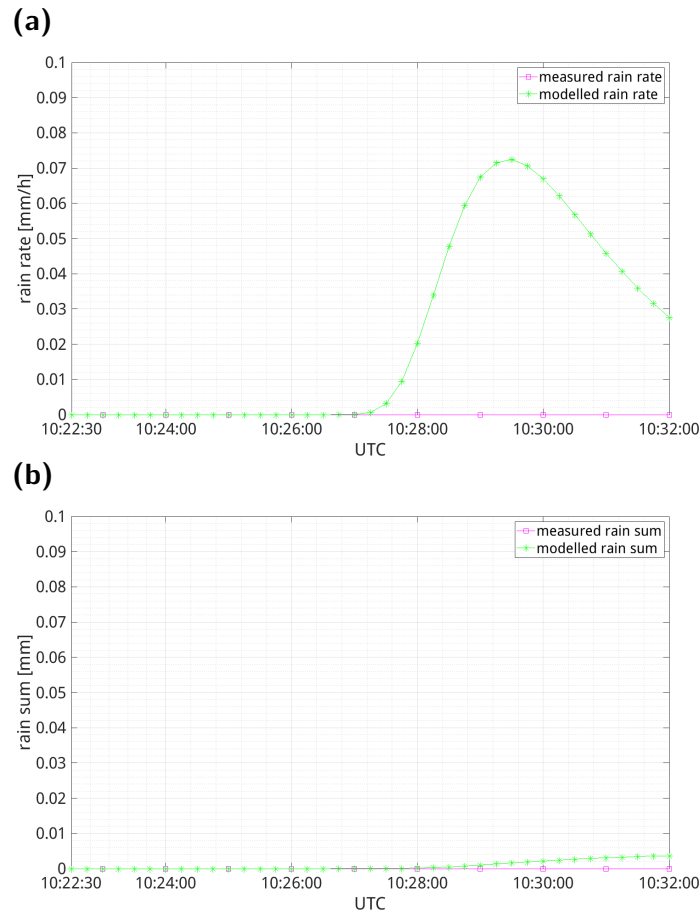 (a)
0.1
0.09
0.08
0.07
0.06
0.05
0.04
0.03
0.02
0.01
0
rain rate [mm/h]
measured rain rate
modelled rain rate
10:22:30 10:24:00 10:26:00 10:28:00 10:30:00 10:32:00
UTC
(b)
0.1
0.09
0.08
0.07
0.06
0.05
0.04
0.03
0.02
0.01
0
rain sum [mm]
measured rain sum
modelled rain sum
10:22:30 10:24:00 10:26:00 10:28:00 10:30:00 10:32:00
UTC